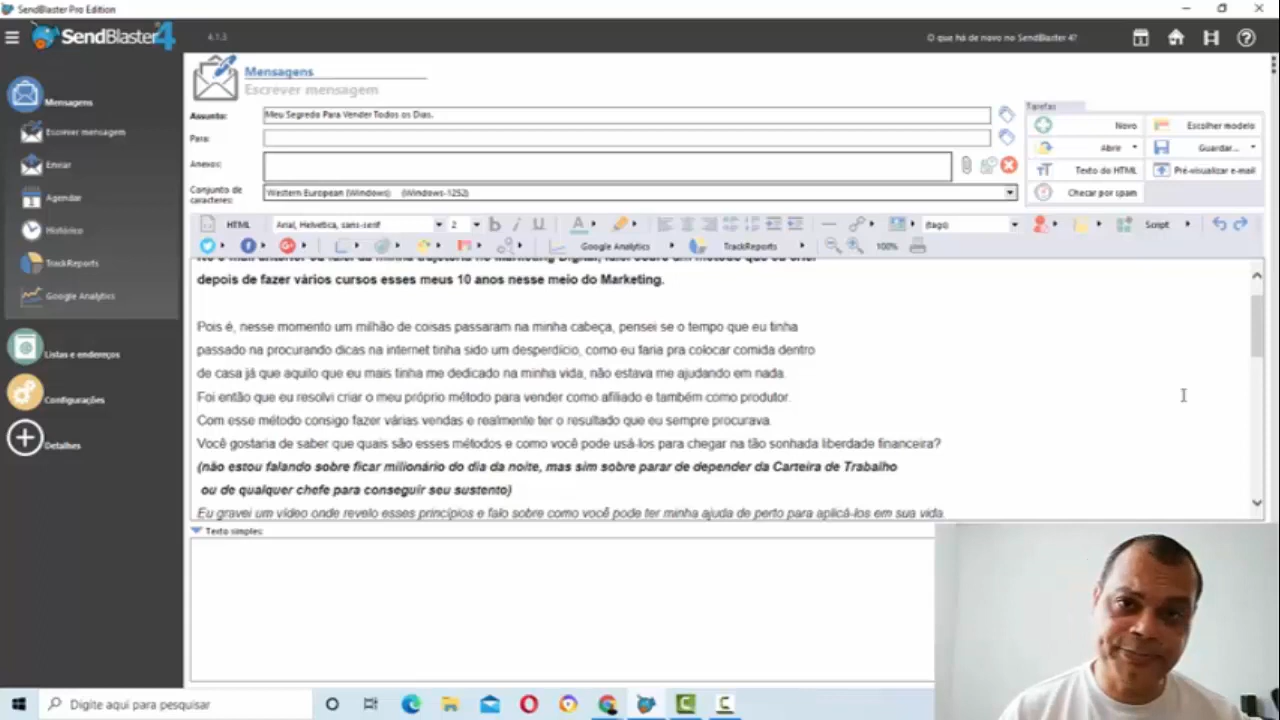 SendBlaster Pro Edition
SendBlaster 4
4.1.3
O que há de novo no SendBlaster 4?
Mensagens
Escrever mensagem
Enviar
Agendar
Histórico
TrackReports
Google Analytics
Listas e endereços
Configurações
Detalhes
Mensagens
Escrever mensagem
Assunto:
Meu Segredo Para Vender Todos os Dias.
Para:
Anexos:
Conjunto de
caracteres:
Western European (Windows) (Windows-1252)
Tarefas
Novo
Escolher modelo
Abrir
Guardar...
Texto do HTML
Pré-visualizar e-mail
Checar por spam
HTML
Arial, Helvetica, sans-serif
2
(tags)
Script
Google Analytics
TrackReports
100%
depois de fazer vários cursos esses meus 10 anos nesse meio do Marketing.
Pois é, nesse momento um milhão de coisas passaram na minha cabeça, pensei se o tempo que eu tinha
passado na procurando dicas na internet tinha sido um desperdício, como eu faria pra colocar comida dentro
de casa já que aquilo que eu mais tinha me dedicado na minha vida, não estava me ajudando em nada.
Foi então que eu resolvi criar o meu próprio método para vender como afiliado e também como produtor.
Com esse método consigo fazer várias vendas e realmente ter o resultado que eu sempre procurava.
Você gostaria de saber que quais são esses métodos e como você pode usá-los para chegar na tão sonhada liberdade financeira?
(não estou falando sobre ficar milionário do dia da noite, mas sim sobre parar de depender da Carteira de Trabalho
ou de qualquer chefe para conseguir seu sustento)
Eu gravei um vídeo onde revelo esses princípios e falo sobre como você pode ter minha ajuda de perto para aplicá-los em sua vida.
Texto simples:
Digite aqui para pesquisar